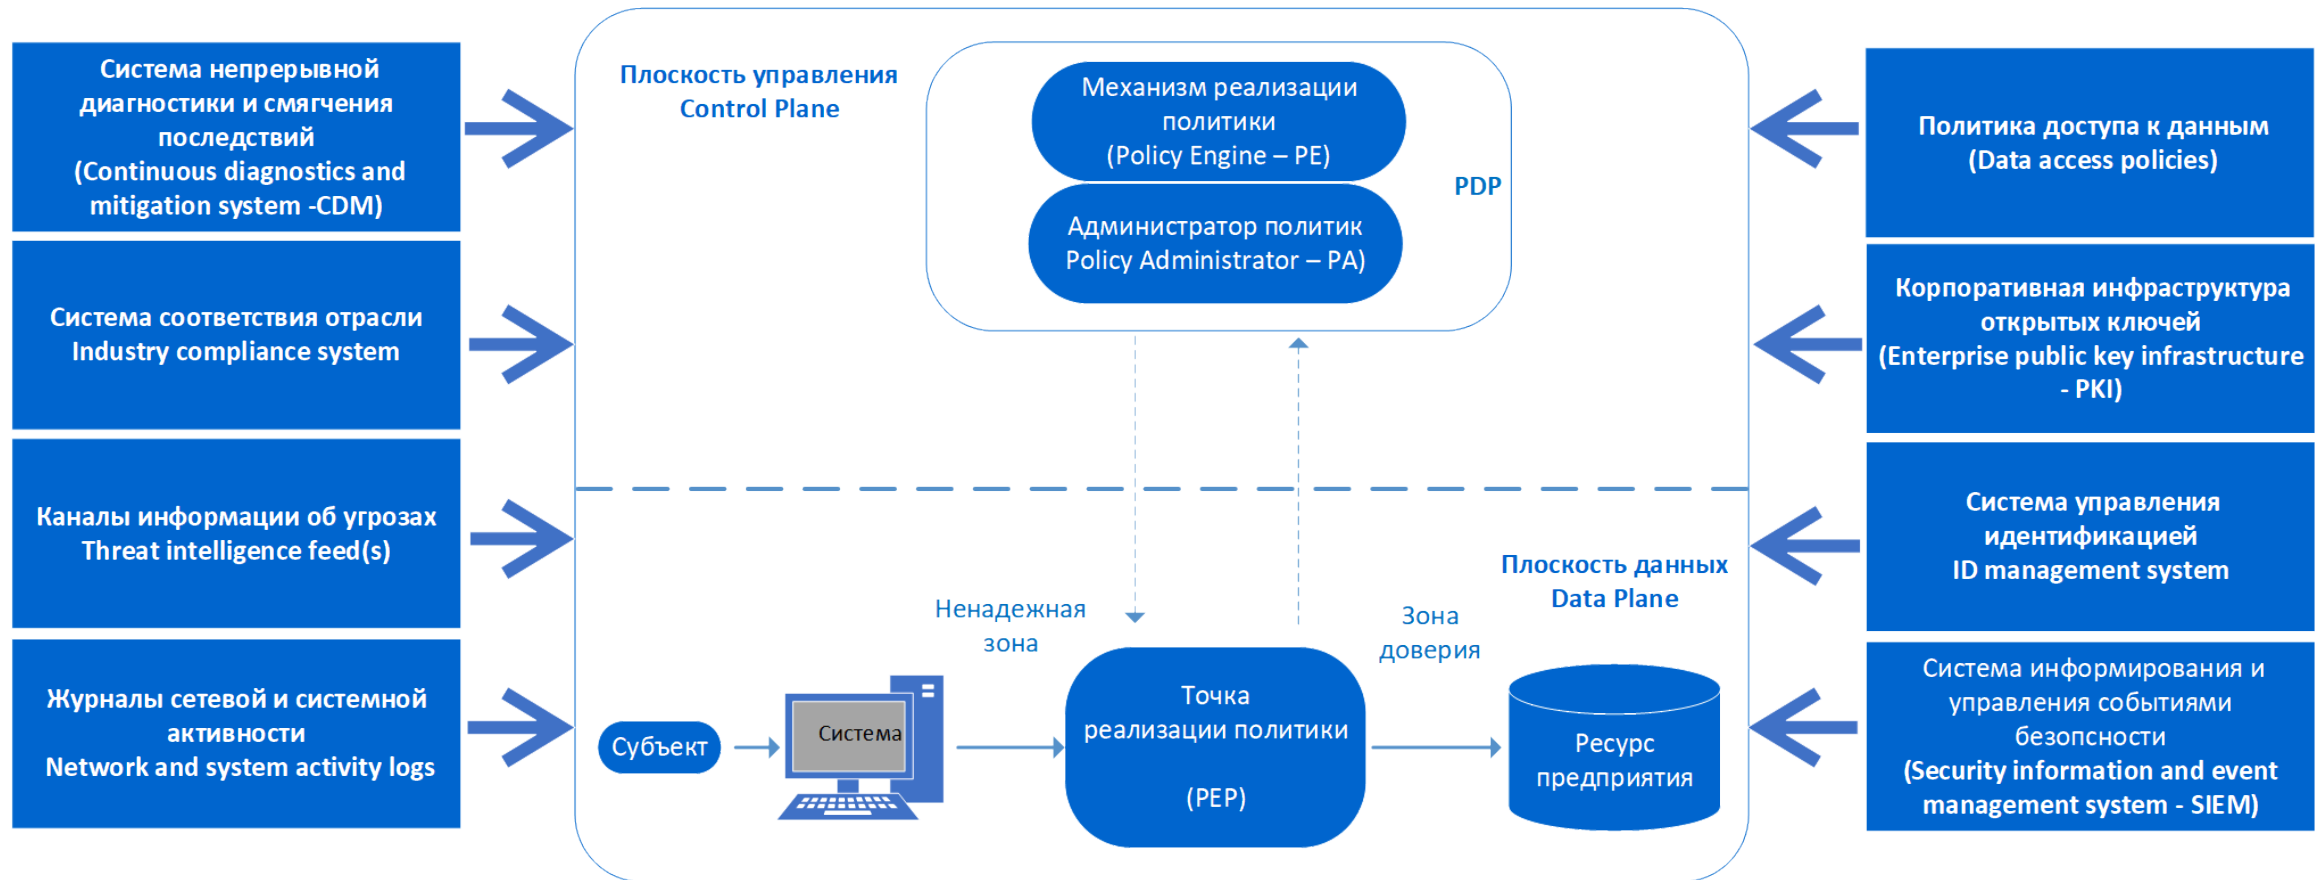 Система непрерывной
диагностики и смягчения
последствий
(Continuous diagnostics and
mitigation system -CDM)
Система соответствия отрасли
Industry compliance system
Каналы информации об угрозах
Threat intelligence feed(s)
Журналы сетевой и системной
активности
Network and system activity logs
Плоскость управления
Control Plane
Механизм реализации
политики
(Policy Engine – PE)
Администратор политик
Policy Administrator – PA)
PDP
Плоскость данных
Data Plane
Ненадежная
зона
Зона
доверия
Субъект
Система
Точка
реализации политики
(PEP)
Ресурс
предприятия
Политика доступа к данным
(Data access policies)
Корпоративная инфраструктура
открытых ключей
(Enterprise public key infrastructure
- PKI)
Система управления
идентификацией
ID management system
Система информирования и
управления событиями
безопсности
(Security information and event
management system - SIEM)